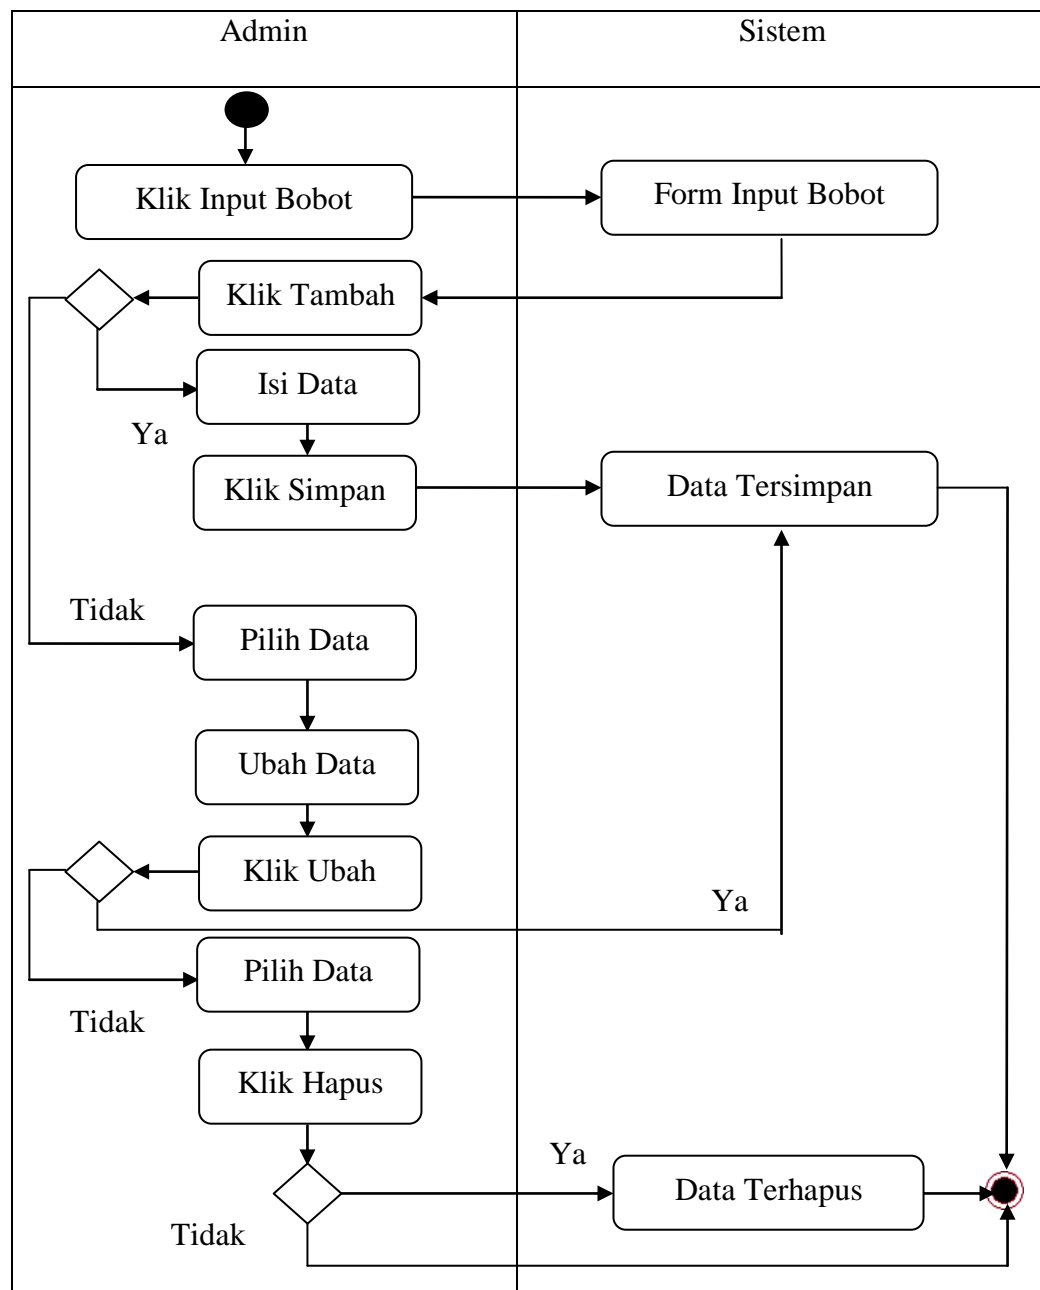 Admin
Sistem
Klik Input Bobot
Form Input Bobot
Klik Tambah
Isi Data
Ya
Klik Simpan
Data Tersimpan
Tidak
Pilih Data
Ubah Data
Klik Ubah
Ya
Pilih Data
Tidak
Klik Hapus
Ya
Data Terhapus
Tidak